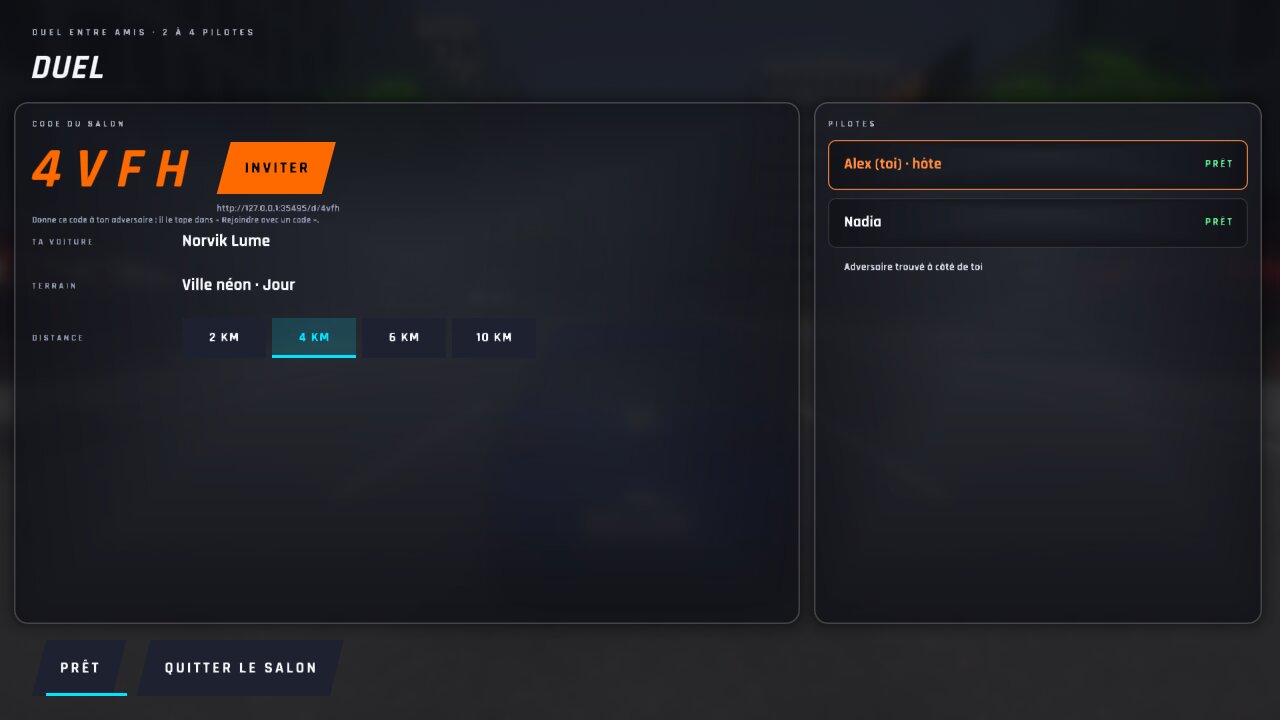 DUEL ENTRE AMIS · 2 À 4 PILOTES
DUEL
CODE DU SALON
4VFH
INVITER
http://127.0.0.1:35495/d/4vfh
Donne ce code à ton adversaire : il le tape dans « Rejoindre avec un code ».
TA VOITURE
Norvik Lume
TERRAIN
Ville néon · Jour
DISTANCE
2 KM
4 KM
6 KM
10 KM
PILOTES
Alex (toi) · hôte
PRÊT
Nadia
PRÊT
Adversaire trouvé à côté de toi
PRÊT
QUITTER LE SALON